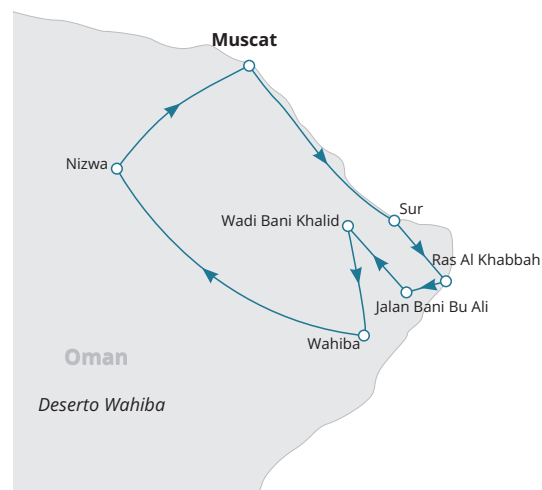 Muscat
Nizwa
Sur
Wadi Bani Khalid
Ras Al Khabbah
Jalan Bani Bu Ali
Wahiba
Oman
Deserto Wahiba